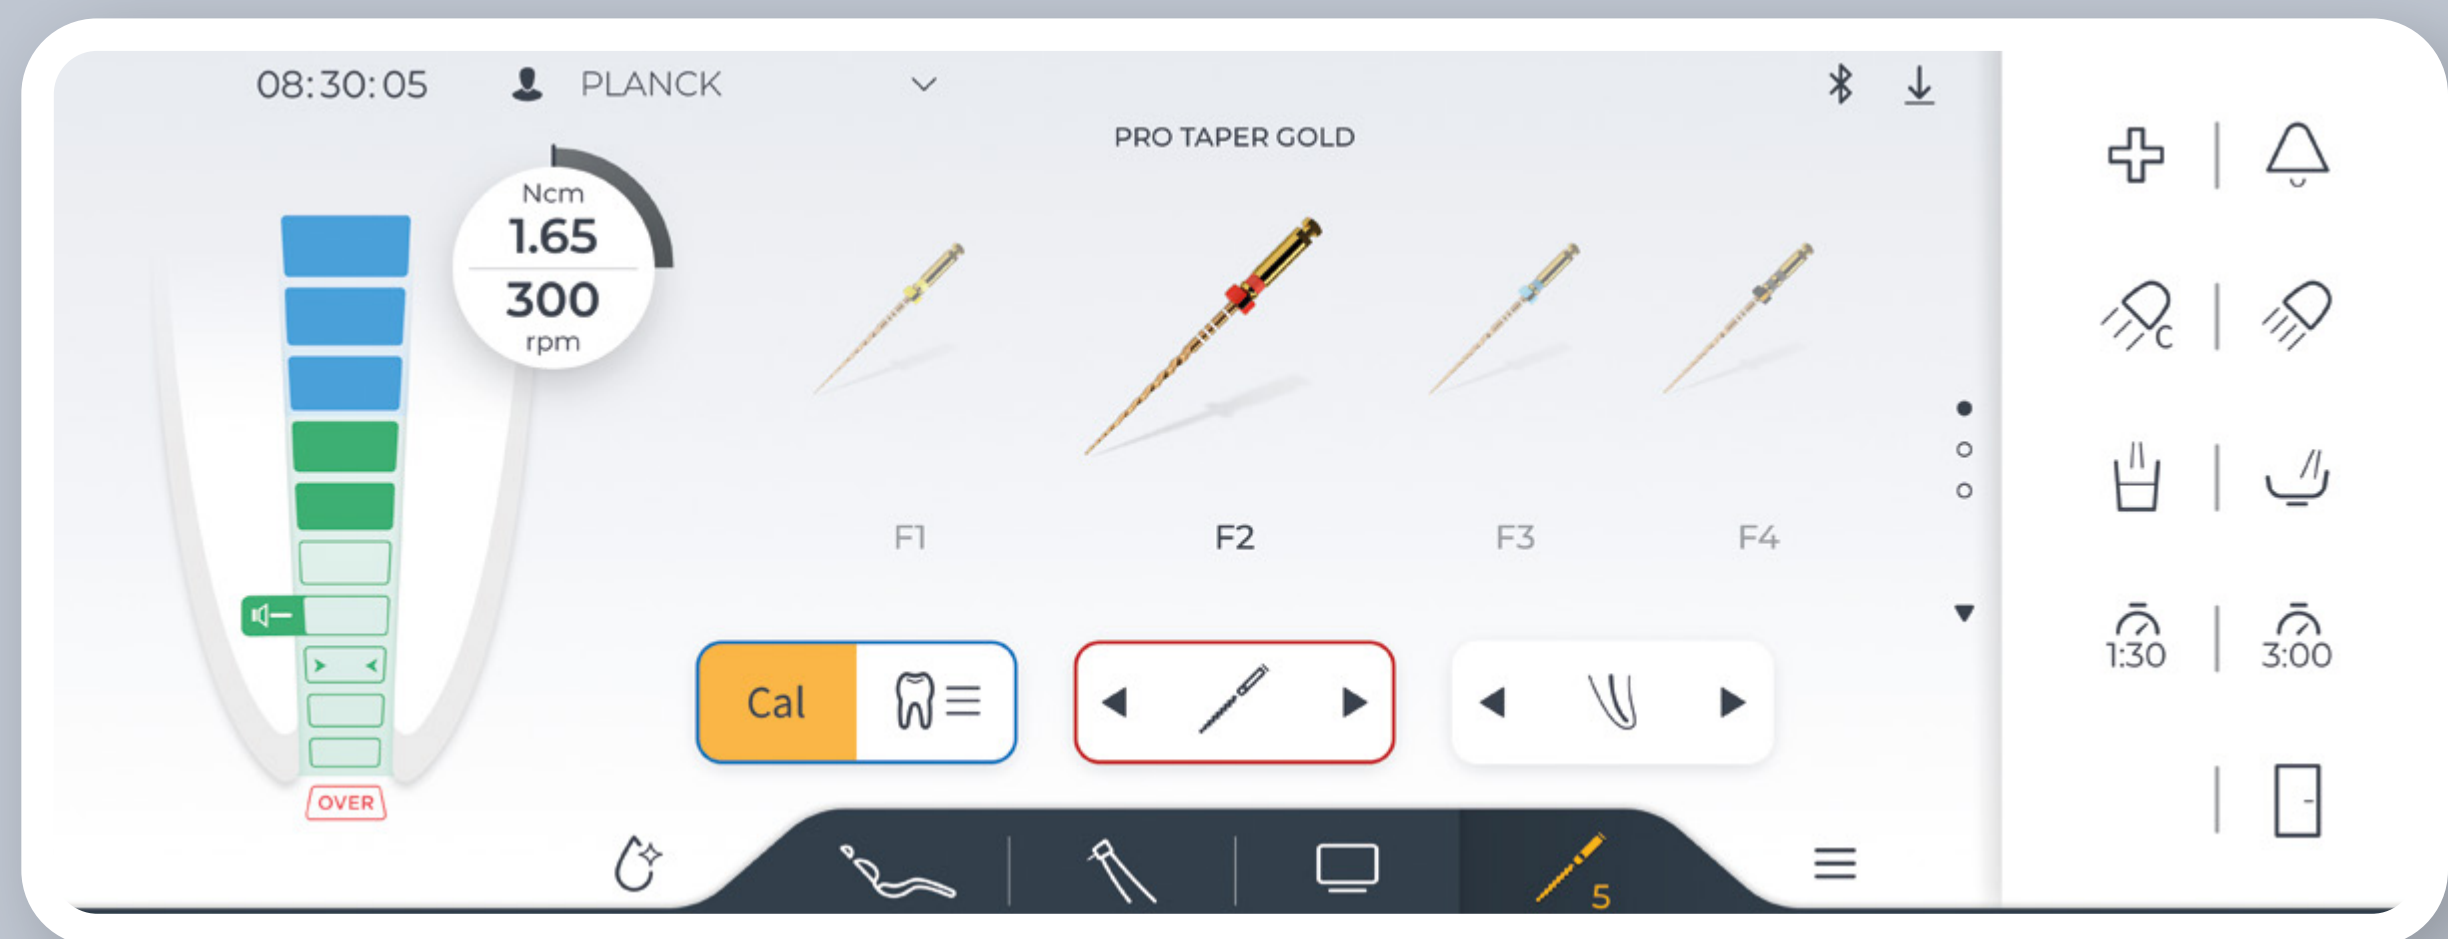 08:30:05
PLANCK
PRO TAPER GOLD
Ncm
1.65
300
rpm
F1
F2
F3
F4
C
1:30
3:00
Cal
OVER
5